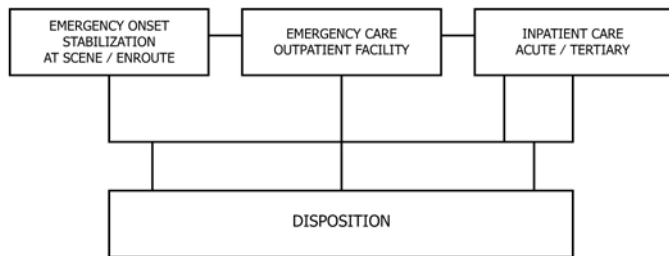 EMERGENCY ONSET
STABILIZATION
AT SCENE / ENROUTE
EMERGENCY CARE
OUTPATIENT FACILITY
INPATIENT CARE
ACUTE / TERTIARY
DISPOSITION